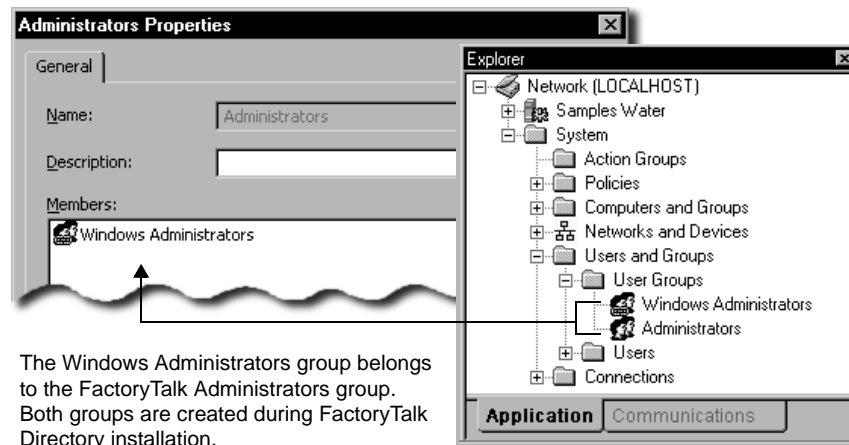 Administrators Properties
General
Name:
Administrators
Description:
Members:
Windows Administrators
Explorer
Network (LOCALHOST)
Samples Water
System
Action Groups
Policies
Computers and Groups
Networks and Devices
Users and Groups
User Groups
Windows Administrators
Administrators
Users
Connections
Application
Communications
The Windows Administrators group belongs
to the FactoryTalk Administrators group.
Both groups are created during FactoryTalk
Directory installation.